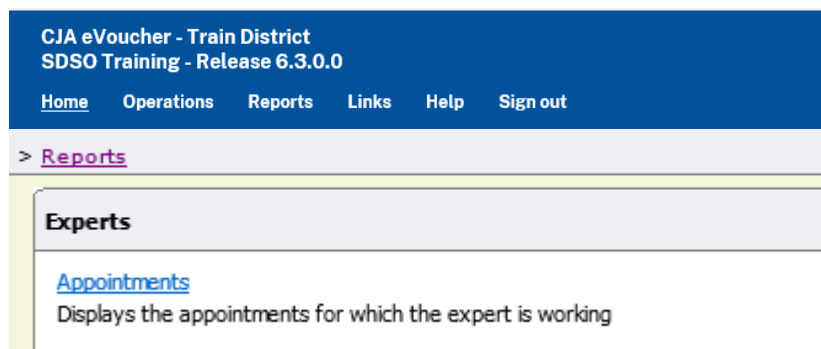 CJA eVoucher - Train District
SDSO Training - Release 6.3.0.0
Home Operations Reports Links Help Sign out
> Reports
Experts
Appointments
Displays the appointments for which the expert is working